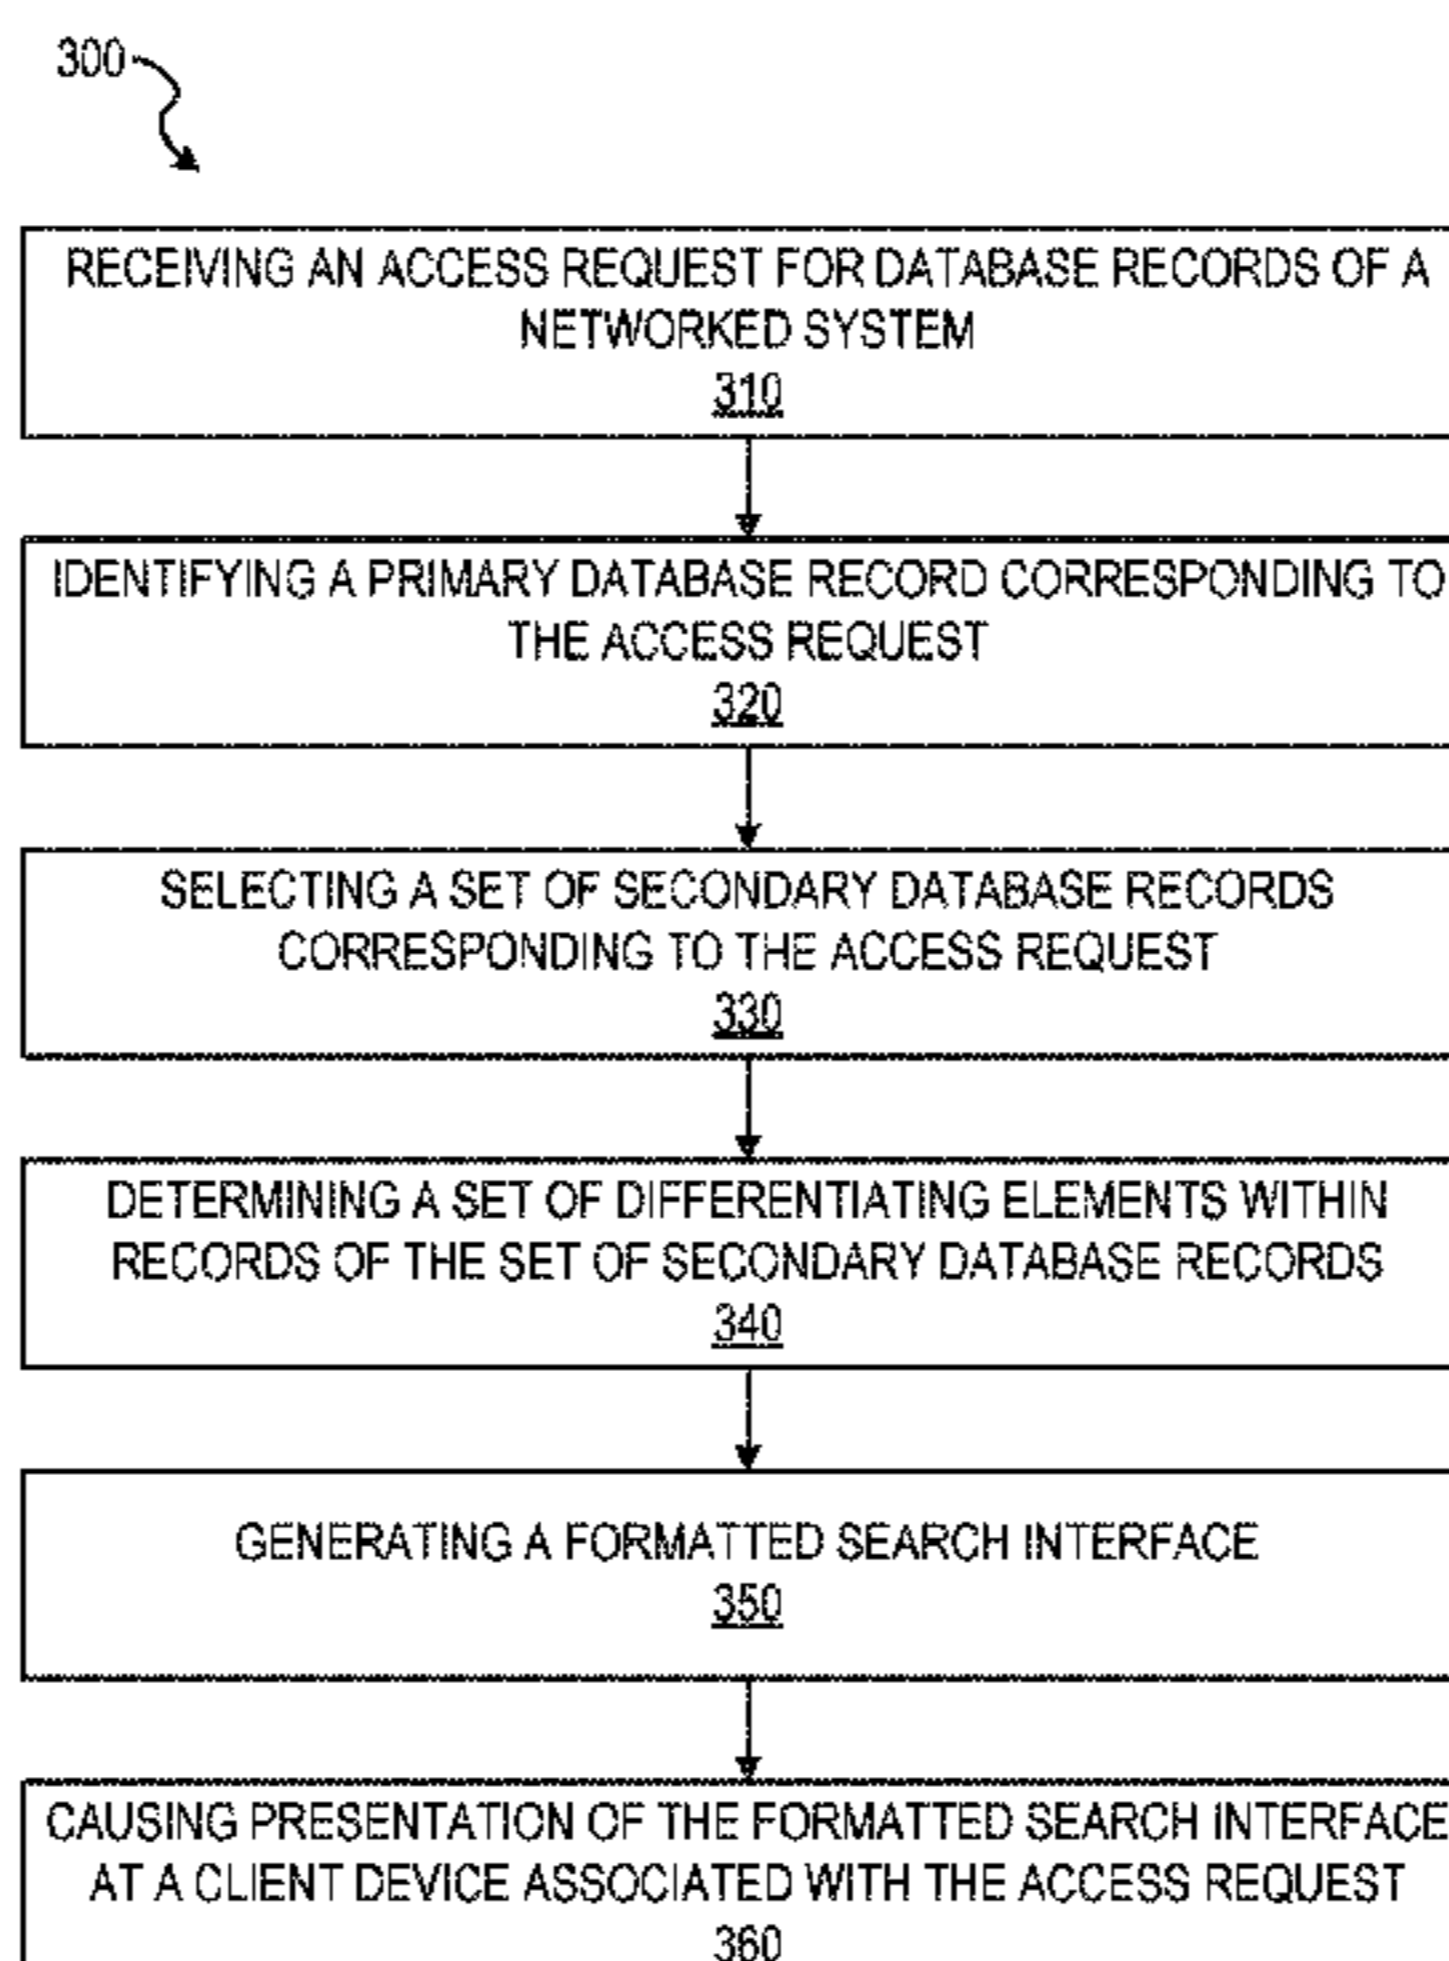 300
RECEIVING AN ACCESS REQUEST FOR DATABASE RECORDS OF A
NETWORKED SYSTEM
310
IDENTIFYING A PRIMARY DATABASE RECORD CORRESPONDING TO
THE ACCESS REQUEST
320
SELECTING A SET OF SECONDARY DATABASE RECORDS
CORRESPONDING TO THE ACCESS REQUEST
330
DETERMINING A SET OF DIFFERENTIATING ELEMENTS WITHIN
RECORDS OF THE SET OF SECONDARY DATABASE RECORDS
340
GENERATING A FORMATTED SEARCH INTERFACE
350
CAUSING PRESENTATION OF THE FORMATTED SEARCH INTERFACE
AT A CLIENT DEVICE ASSOCIATED WITH THE ACCESS REQUEST
360